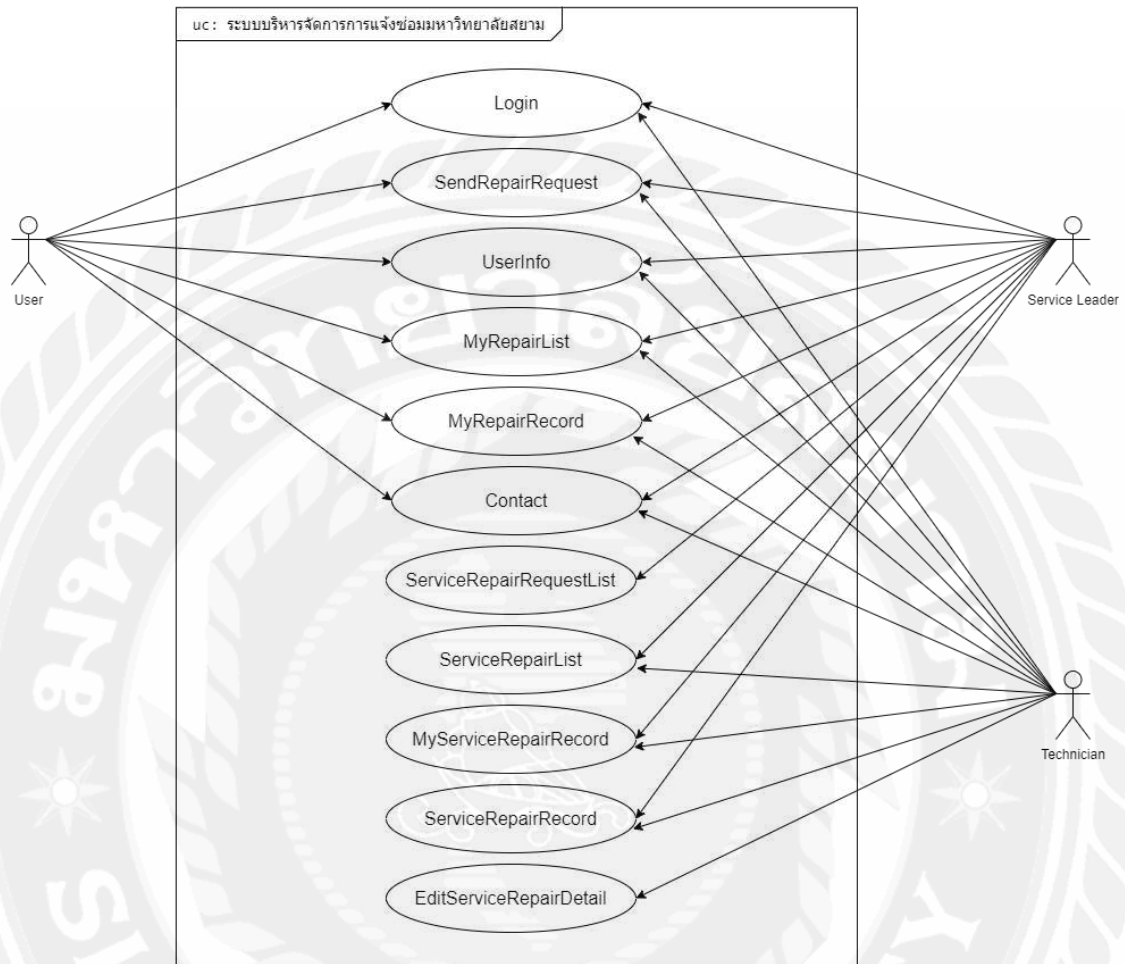 uc: ระบบบริหารจัดการการแจ้งซ่อมมหาวิทยาลัยสยาม
Login
SendRepairRequest
UserInfo
User
Service Leader
MyRepairList
MyRepairRecord
Contact
ServiceRepairRequestList
ServiceRepairList
MyServiceRepairRecord
Technician
ServiceRepairRecord
EditServiceRepairDetail